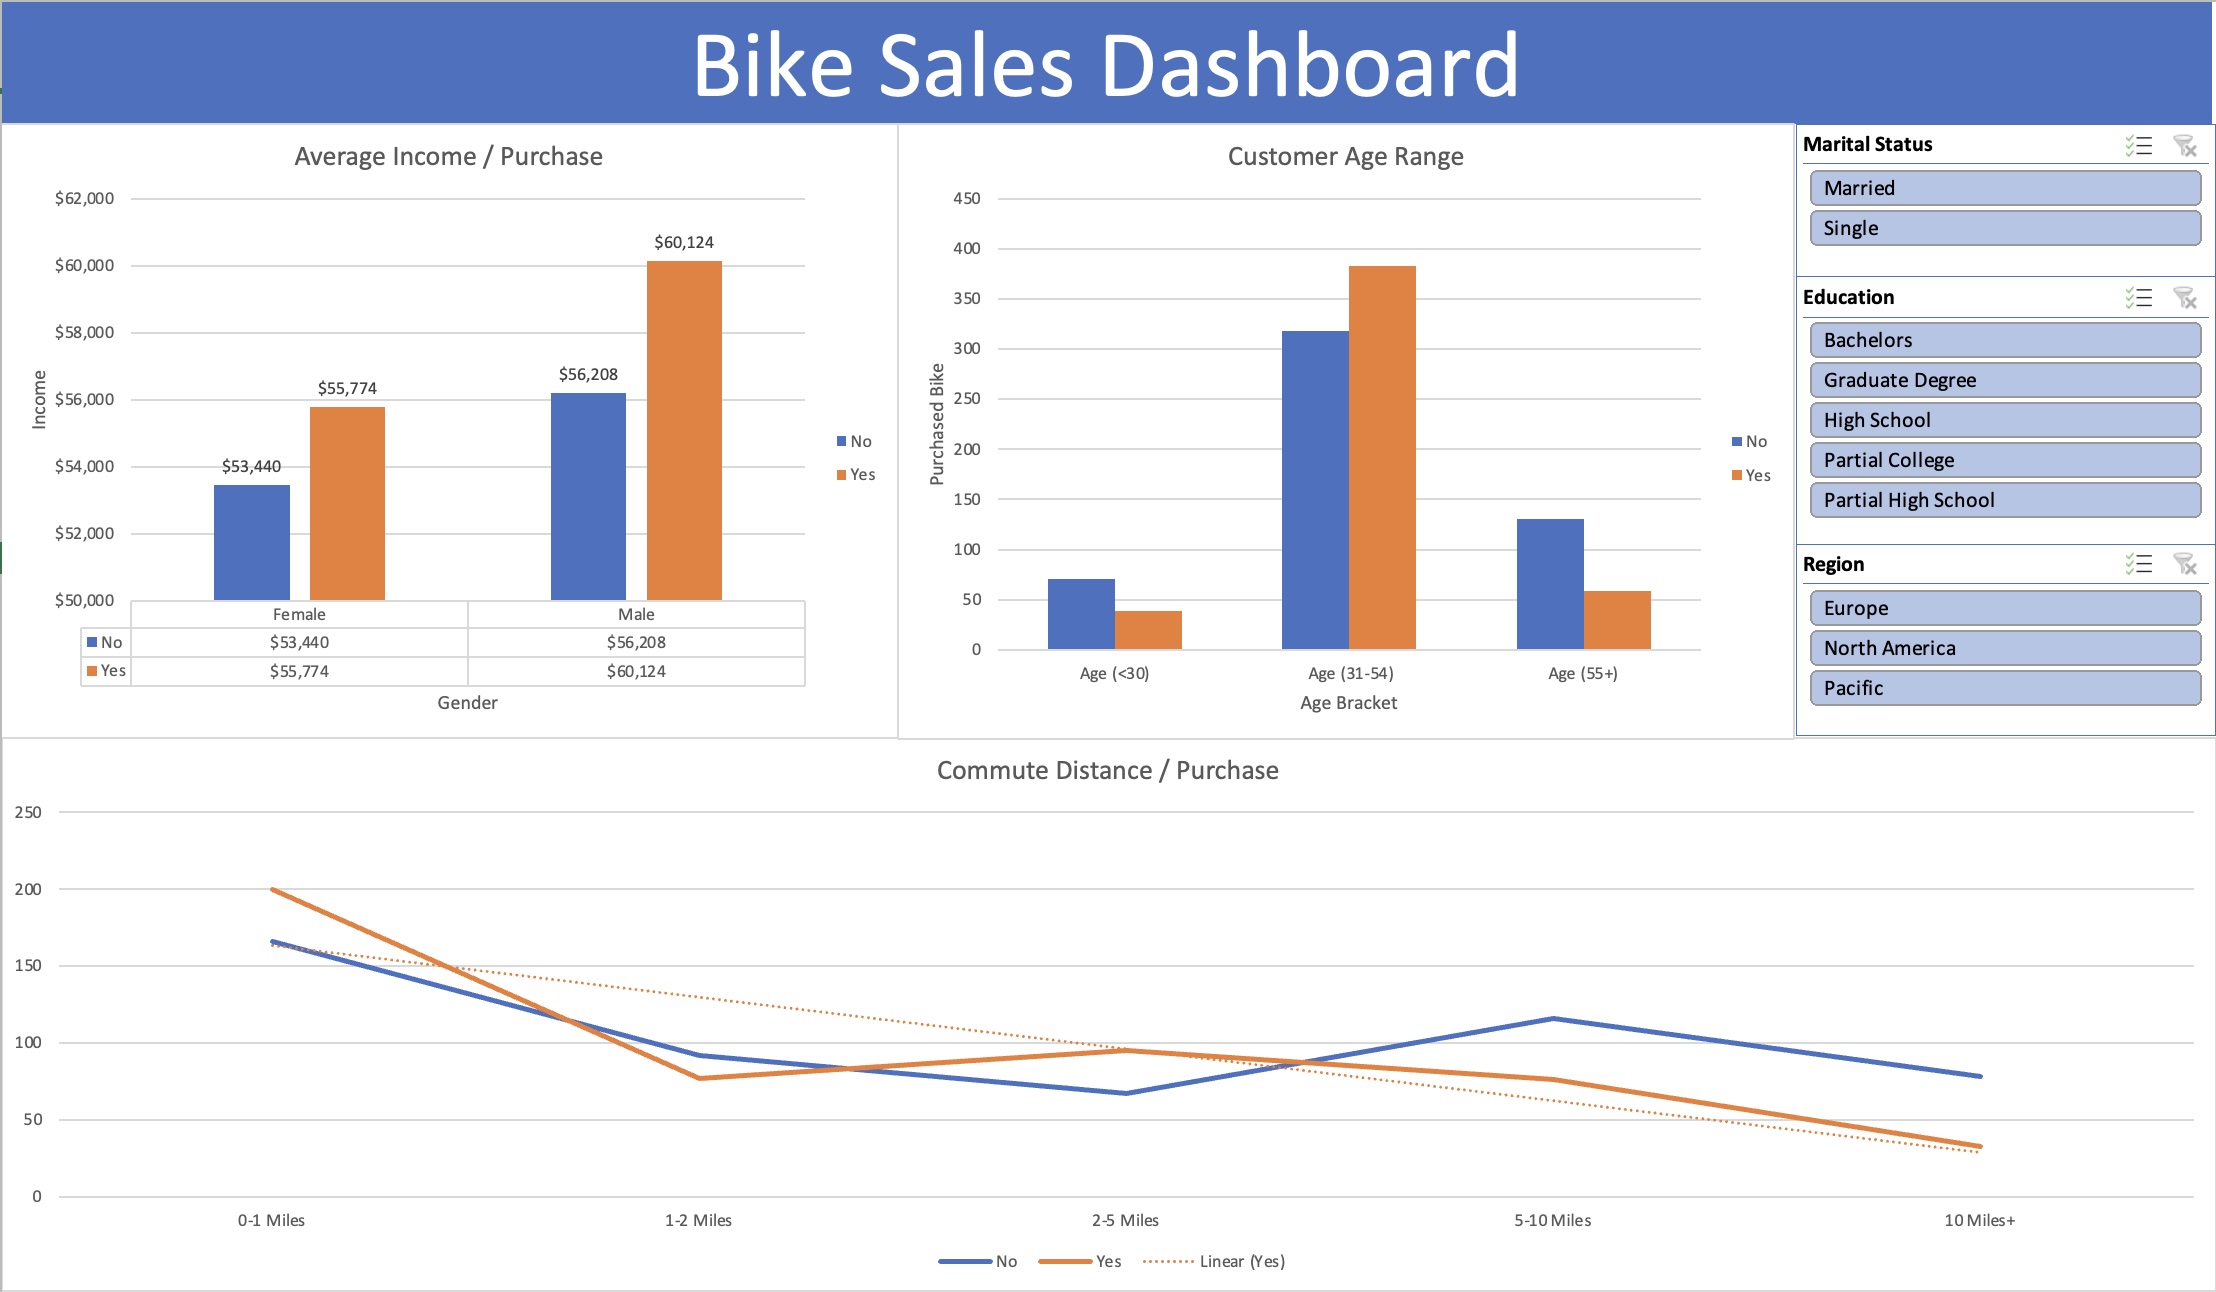 Bike Sales Dashboard
Average Income / Purchase
$62,000
$60,000
$58,000
$56,000
$54,000
$52,000
$50,000
Income
$53,440
$55,774
$56,208
$60,124
Female Male
No $53,440 $56,208
Yes $55,774 $60,124
Gender
No
Yes
Customer Age Range
450
400
350
300
250
200
150
100
50
0
Purchased Bike
Age (<30) Age (31-54) Age (55+)
Age Bracket
No
Yes
Marital Status
Married
Single
Education
Bachelors
Graduate Degree
High School
Partial College
Partial High School
Region
Europe
North America
Pacific
Commute Distance / Purchase
250
200
150
100
50
0
0-1 Miles 1-2 Miles 2-5 Miles 5-10 Miles 10 Miles+
No Yes Linear (Yes)